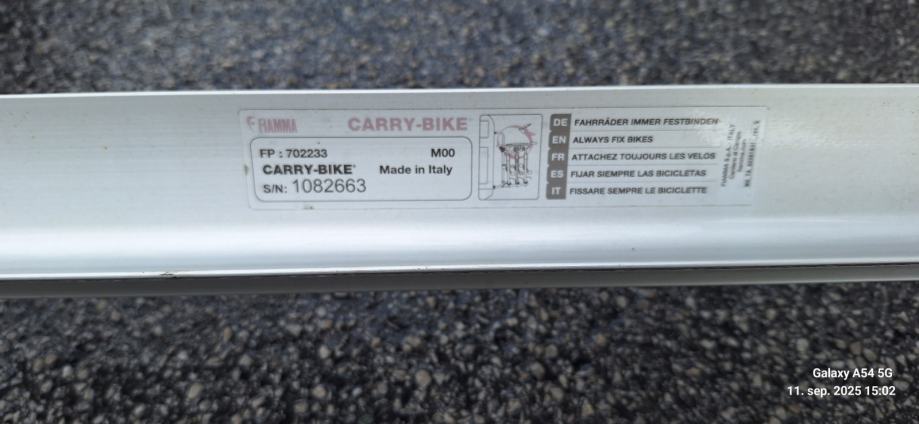 FIAMMA
CARRY-BIKE
FP : 702233 M00
CARRY-BIKE® Made in Italy
S/N: 1082663
DE FAHRRÄDER IMMER FESTBINDEN
EN ALWAYS FIX BIKES
FR ATTACHEZ TOUJOURS LES VELOS
ES FIJAR SIEMPRE LAS BICICLETAS
IT FISSARE SEMPRE LE BICICLETTE
FIAMMA S.p.A. - ITALY
Galaxy A54 5G
11. sep. 2025 15:02